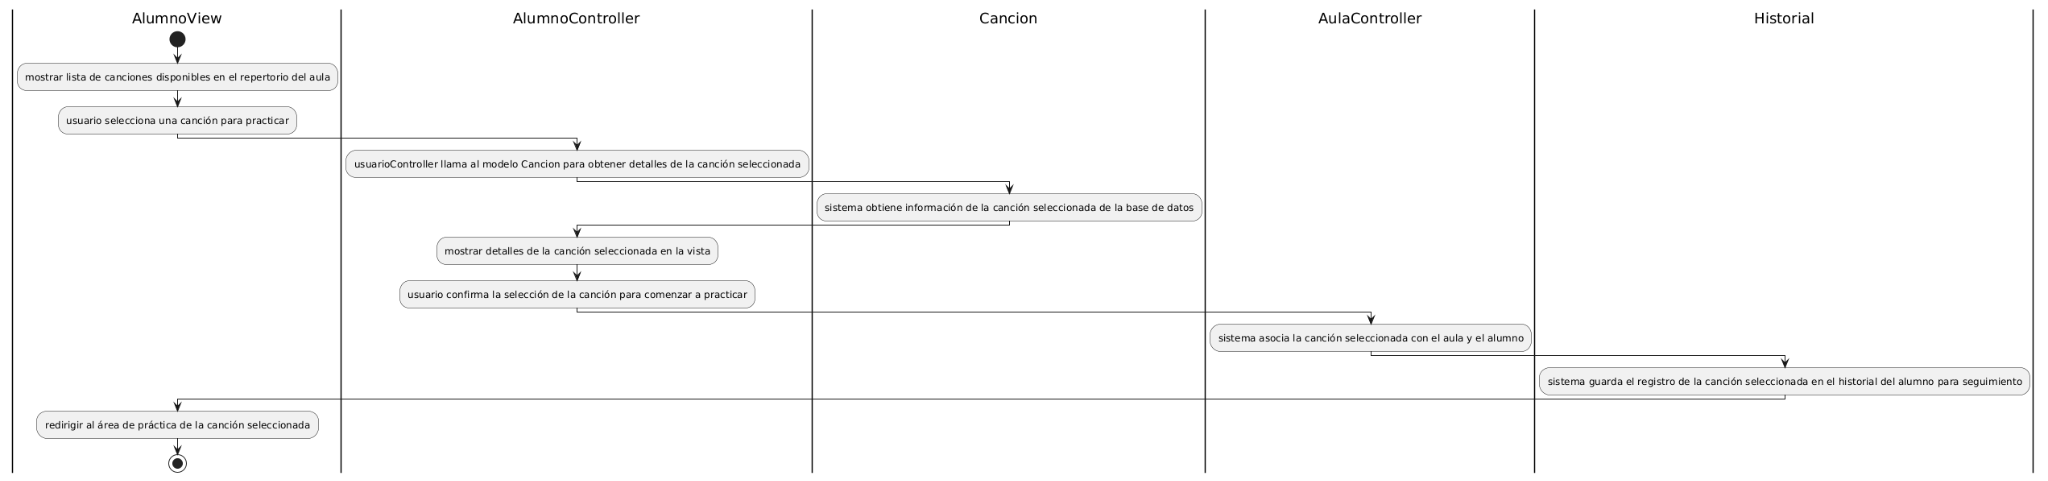 AlumnoView
AlumnoController
Cancion
AulaController
Historial
mostrar lista de canciones disponibles en el repertorio del aula
usuario selecciona una canción para practicar
usuarioController llama al modelo Cancion para obtener detalles de la canción seleccionada
sistema obtiene información de la canción seleccionada de la base de datos
mostrar detalles de la canción seleccionada en la vista
usuario confirma la selección de la canción para comenzar a practicar
sistema asocia la canción seleccionada con el aula y el alumno
sistema guarda el registro de la canción seleccionada en el historial del alumno para seguimiento
redirigir al área de práctica de la canción seleccionada